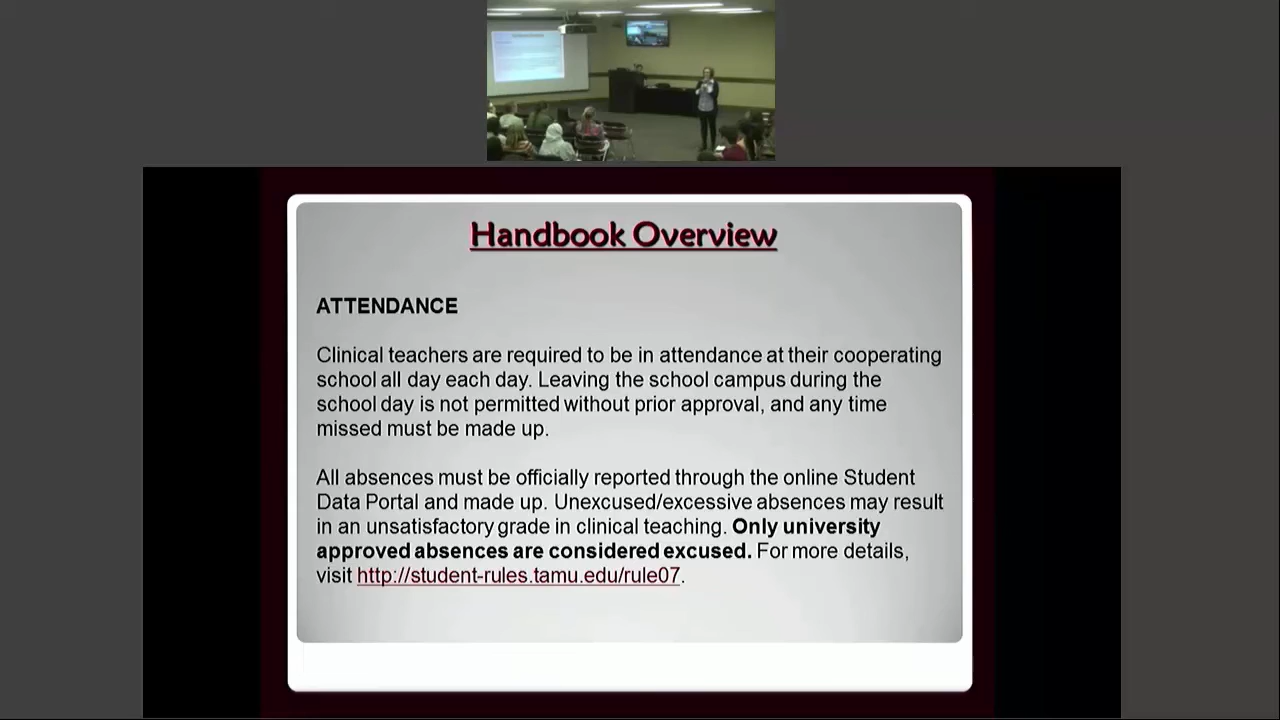 Handbook Overview
ATTENDANCE
Clinical teachers are required to be in attendance at their cooperating
school all day each day. Leaving the school campus during the
school day is not permitted without prior approval, and any time
missed must be made up.
All absences must be officially reported through the online Student
Data Portal and made up. Unexcused/excessive absences may result
in an unsatisfactory grade in clinical teaching. Only university
approved absences are considered excused. For more details,
visit http://student-rules.tamu.edu/rule07.